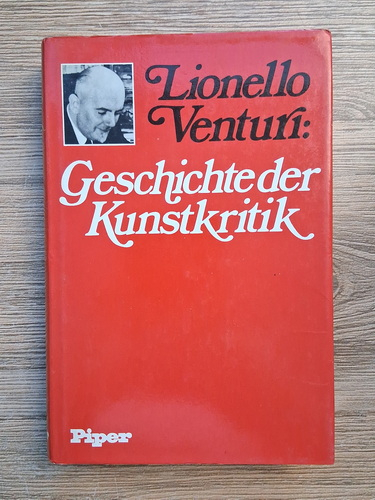 Lionello
Venturi:
Geschichte der
Kunstkritik
Piper